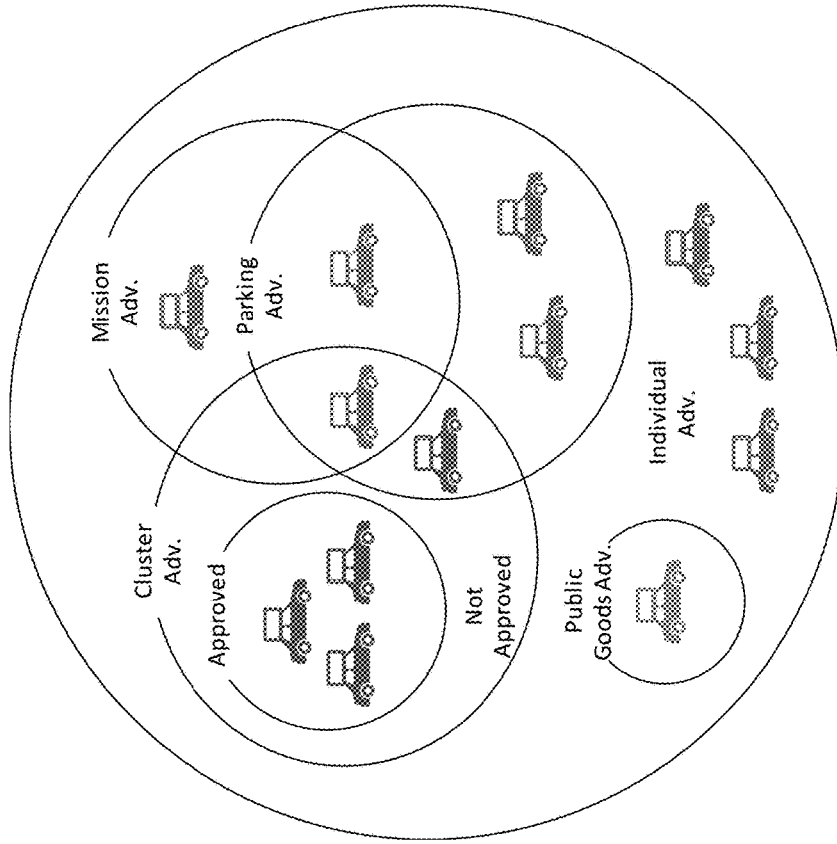 Mission
Adv.
Parking
Adv.
Cluster
Adv.
Approved
Not
Approved
Individual
Adv.
Public
Goods Adv.